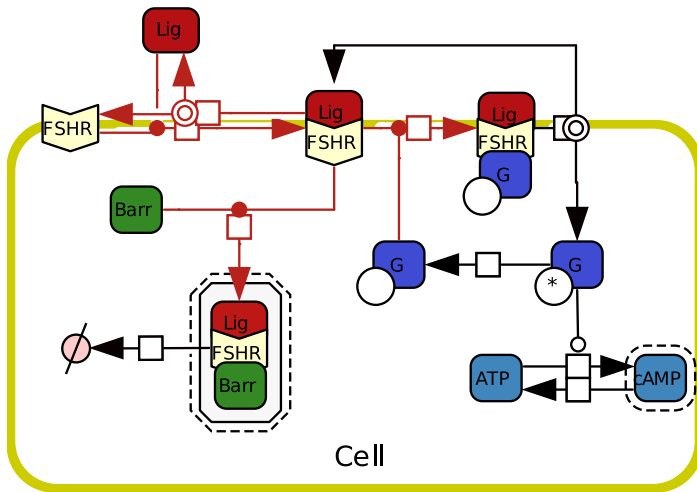 Lig
FSHR
Lig
FSHR
Lig
FSHR
G
Barr
G
G
*
Lig
FSHR
Barr
ATP
cAMP
Cell